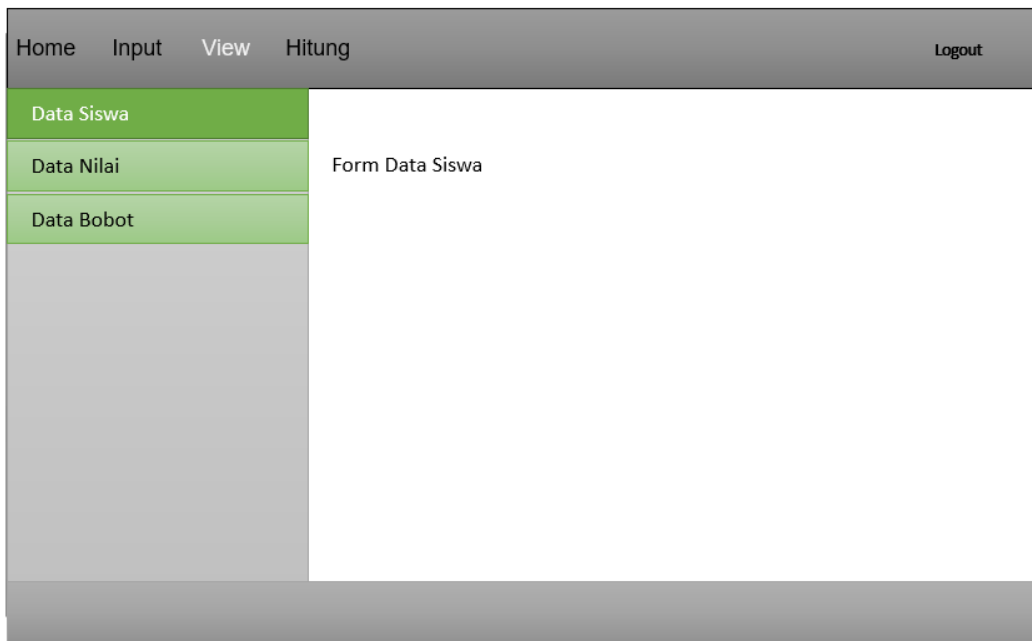 Home Input View Hitung Logout
Data Siswa
Data Nilai
Form Data Siswa
Data Bobot